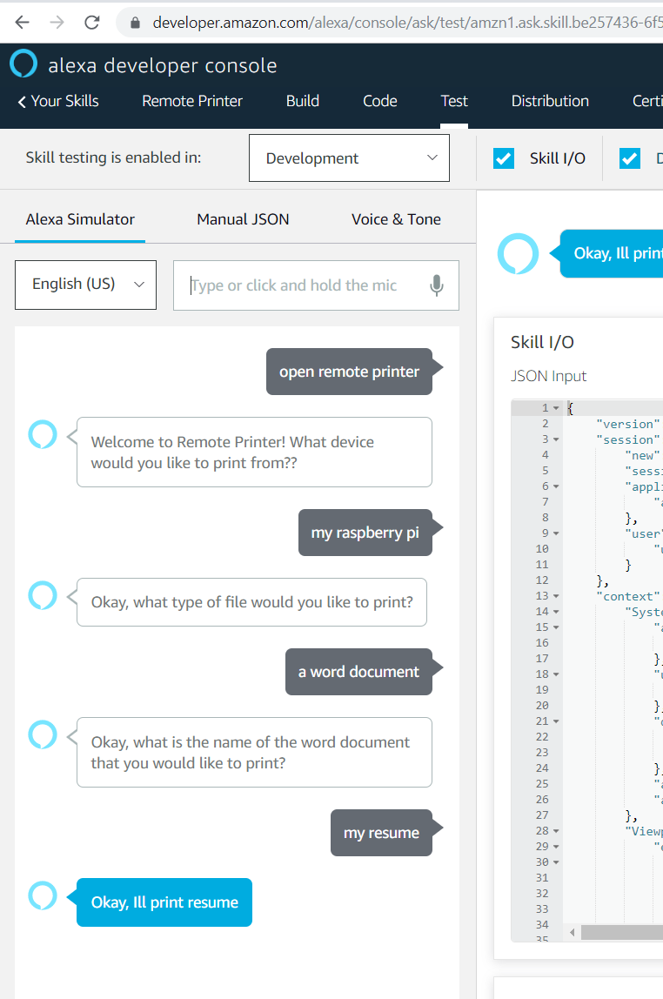 developer.amazon.com/alexa/console/ask/test/amzn1.ask.skill.be257436-6f5
alexa developer console
Your Skills Remote Printer Build Code Test Distribution Certi
Skill testing is enabled in: Development Skill I/O
Alexa Simulator Manual JSON Voice & Tone
English (US) Type or click and hold the mic
open remote printer
Welcome to Remote Printer! What device
would you like to print from??
my raspberry pi
Okay, what type of file would you like to print?
a word document
Okay, what is the name of the word document
that you would like to print?
my resume
Okay, Ill print resume
Okay, Ill print
Skill I/O
JSON Input
1 {
2 "version"
3 "session"
4 "new"
5 "sessi
6 "appli
7 "a
8 },
9 "user"
10 "u
11 }
12 },
13 "context"
14 "Syste
15 "a
16
17 },
18 "u
19
20 },
21 "d
22
23
24 },
25 "a
26 "a
27 },
28 "Viewp
29 "e
30
31
32
33
34
35